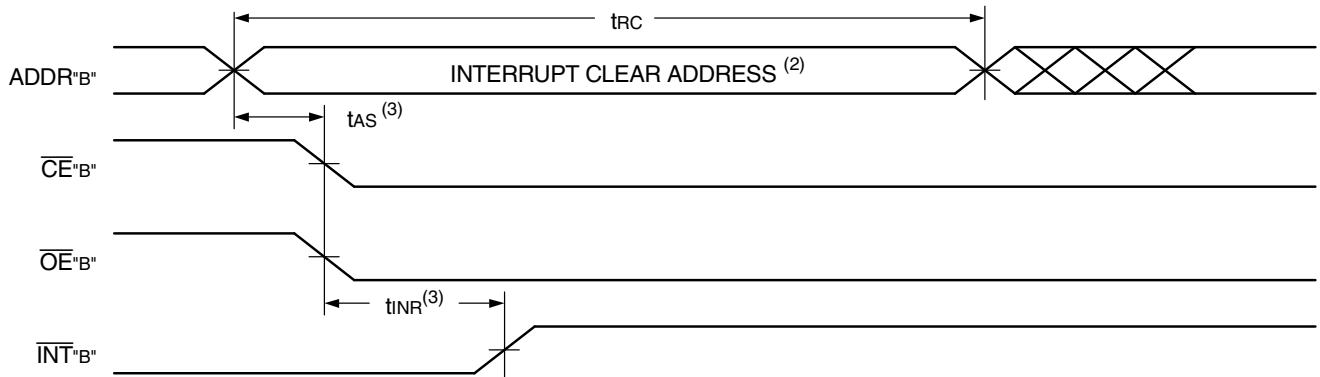 tRC
ADDR"B"
INTERRUPT CLEAR ADDRESS (2)
tAS (3)
CE"B"
OE"B"
tINR(3)
INT"B"